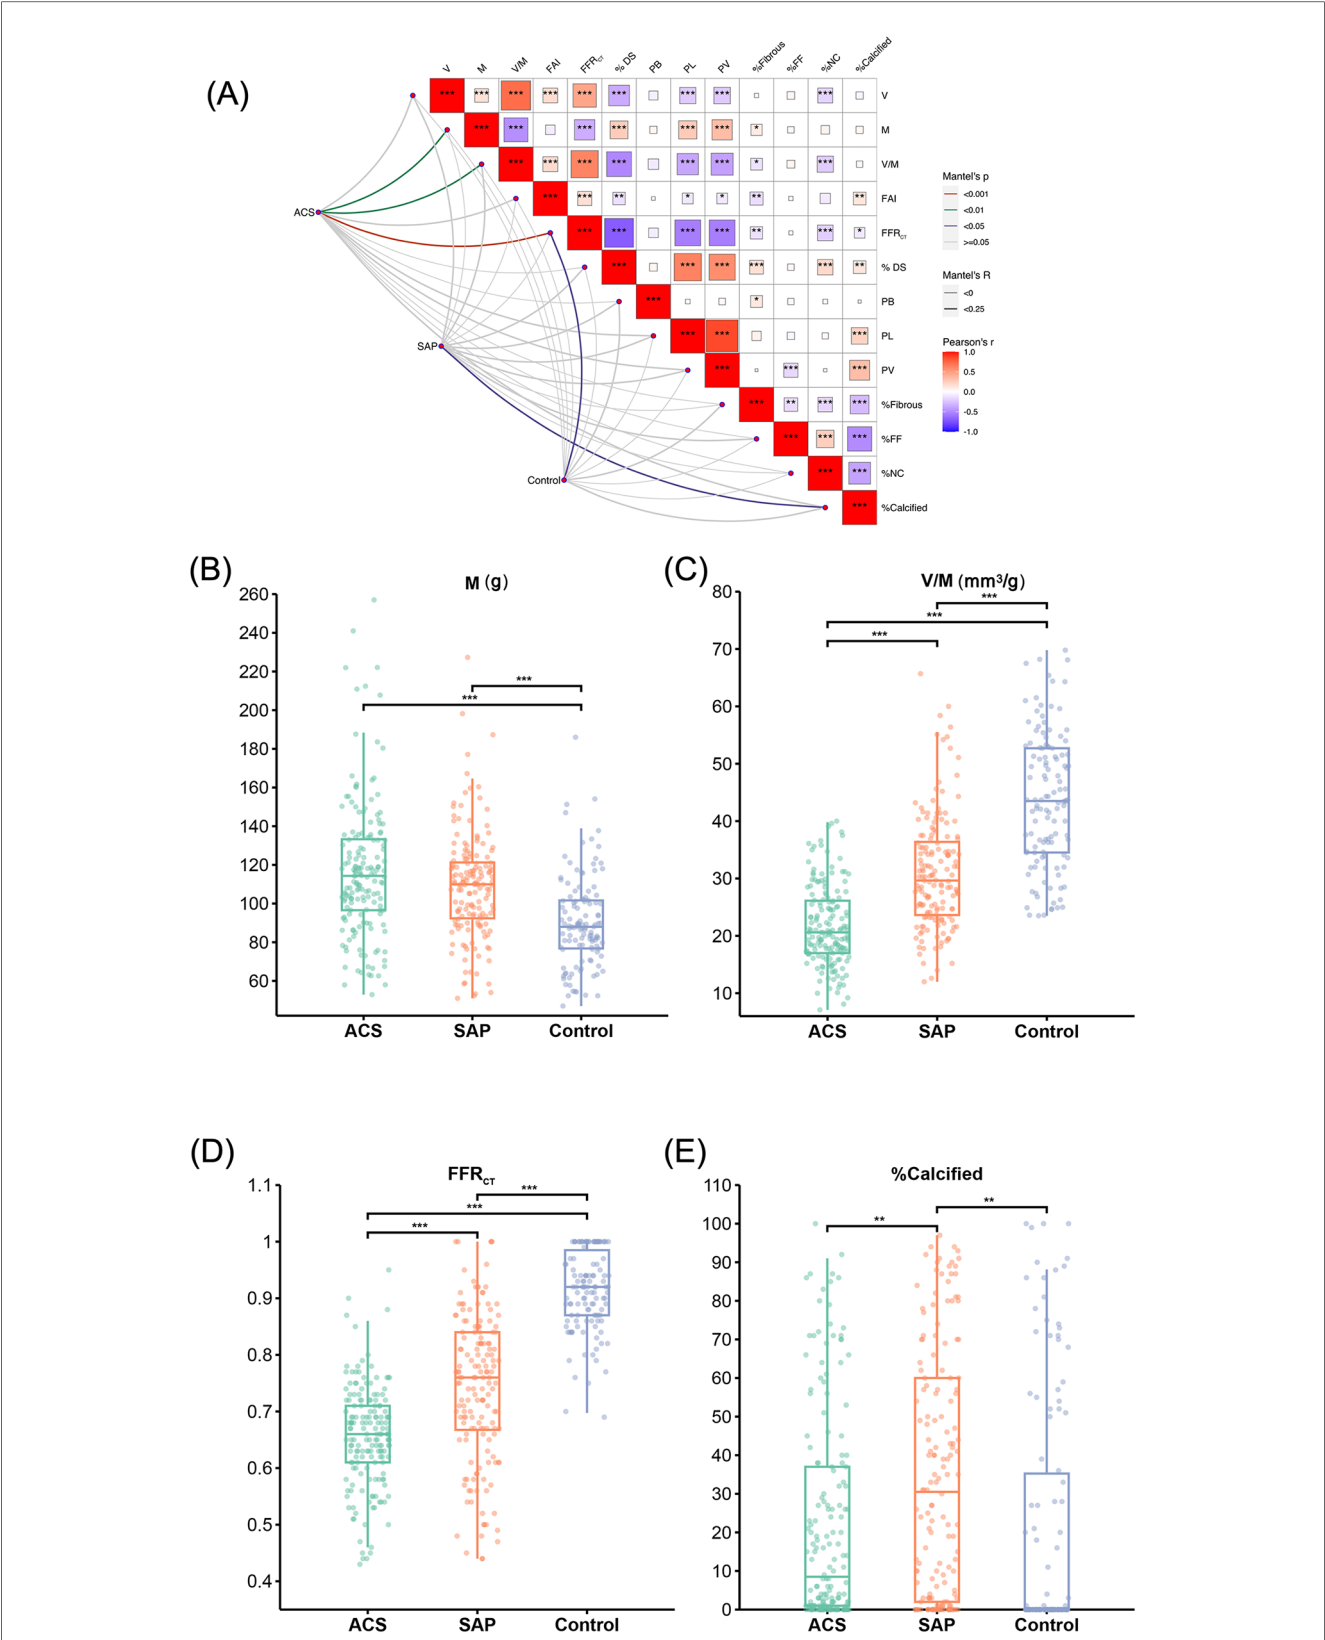 (A)
V M V/M FAI FFRCT % DS PB PL PV %Fibrous %FF %NC %Calcified
*** *** *** *** *** *** *** *** *** V
*** *** *** *** *** *** * M
*** *** *** *** *** *** * *** V/M
*** *** ** * * ** ** FAI
*** *** *** *** ** *** * FFRCT
*** *** *** *** *** ** % DS
*** * PB
*** *** *** PL
*** *** *** PV
*** ** *** *** %Fibrous
*** *** *** %FF
*** *** %NC
*** %Calcified
ACS
SAP
Control
Mantel's p
<0.001
<0.01
<0.05
>=0.05
Mantel's R
<0
<0.25
Pearson's r
1.0
0.5
0.0
-0.5
-1.0
(B)
M (g)
260
240
220
200
180
160
140
120
100
80
60
***
***
ACS SAP Control
(C)
V/M (mm³/g)
80
70
60
50
40
30
20
10
***
***
***
ACS SAP Control
(D)
FFRCT
1.1
1
0.9
0.8
0.7
0.6
0.5
0.4
***
***
***
ACS SAP Control
(E)
%Calcified
110
100
90
80
70
60
50
40
30
20
10
0
**
**
ACS SAP Control